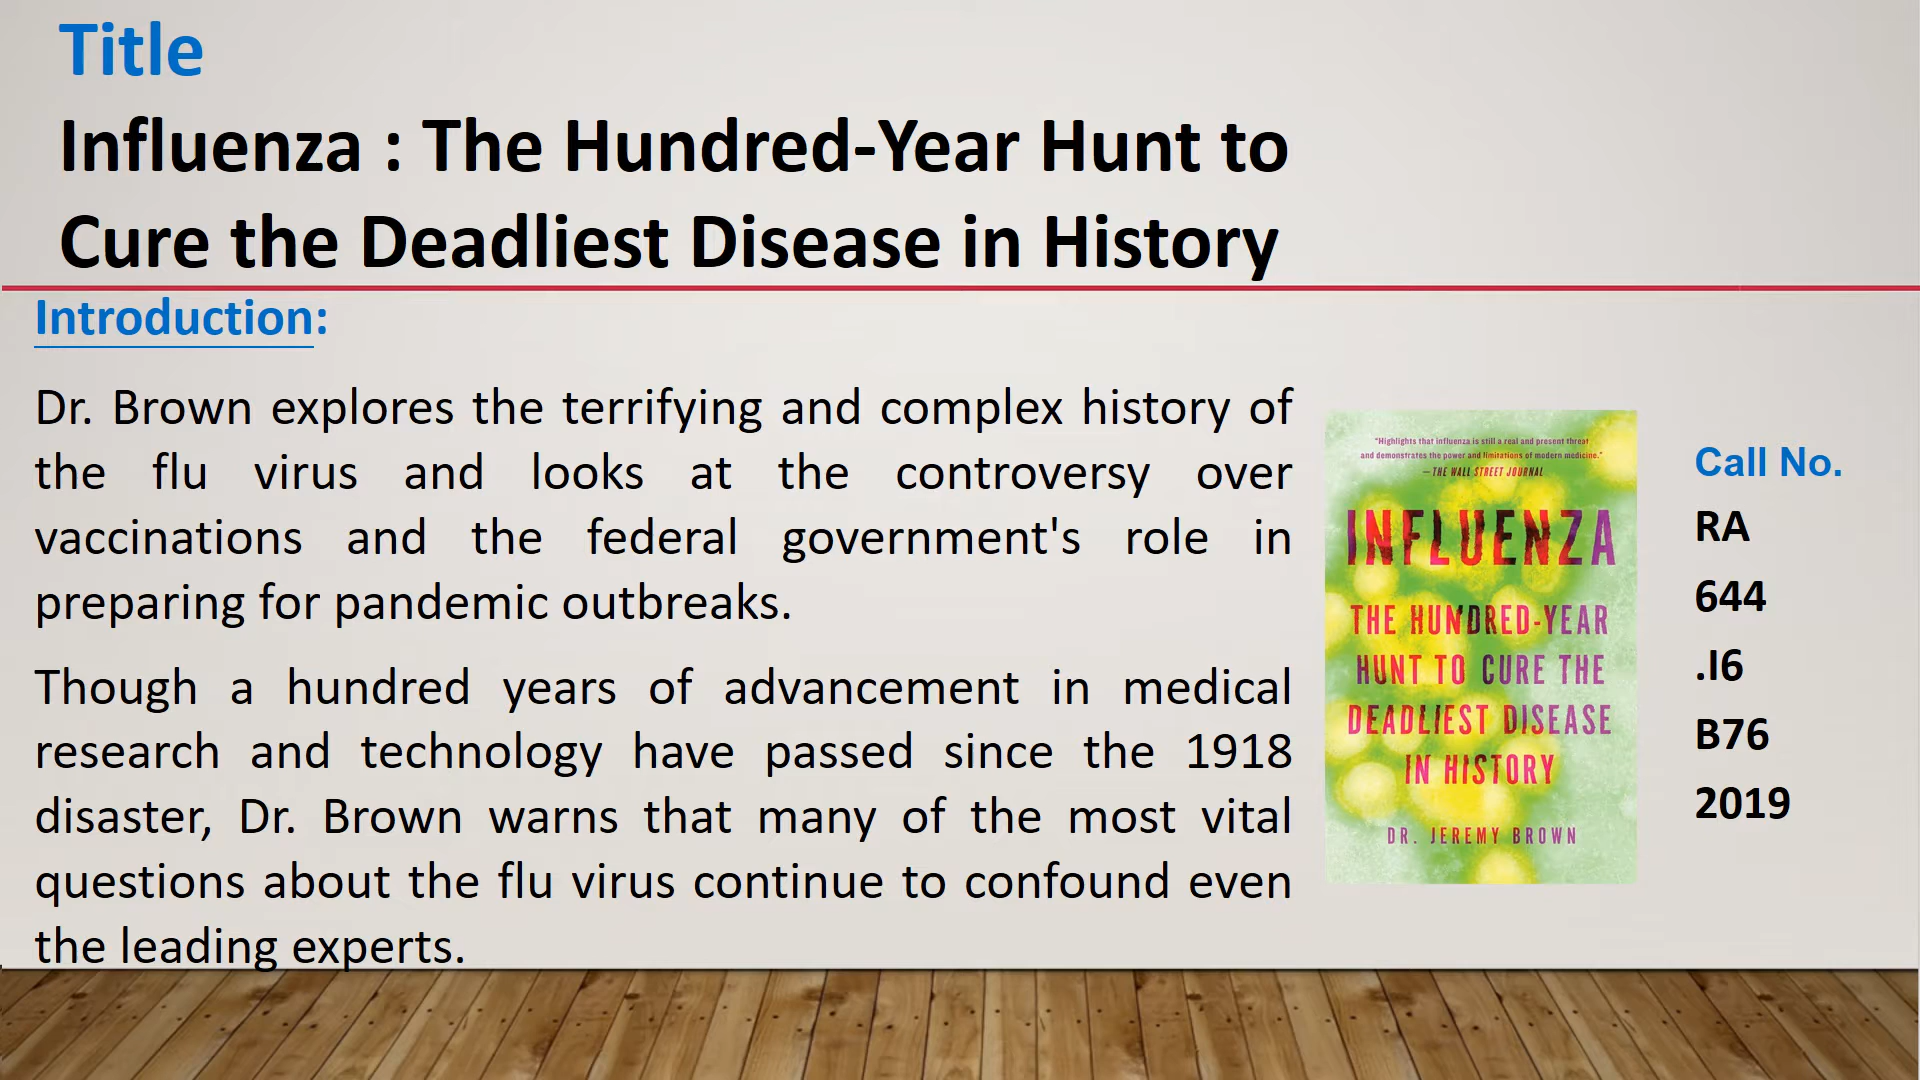 Title
Influenza : The Hundred-Year Hunt to
Cure the Deadliest Disease in History
Introduction:
Dr. Brown explores the terrifying and complex history of
the flu virus and looks at the controversy over
vaccinations and the federal government's role in
preparing for pandemic outbreaks.
Though a hundred years of advancement in medical
research and technology have passed since the 1918
disaster, Dr. Brown warns that many of the most vital
questions about the flu virus continue to confound even
the leading experts.
"Highlights that influenza is still a real and present threat
and demonstrates the power and limitations of modern medicine."
—THE WALL STREET JOURNAL
INFLUENZA
THE HUNDRED-YEAR
HUNT TO CURE THE
DEADLIEST DISEASE
IN HISTORY
DR. JEREMY BROWN
Call No.
RA
644
.I6
B76
2019